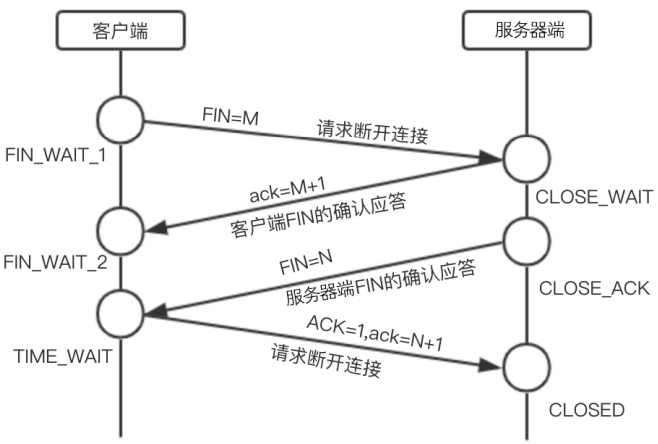 客户端
服务器端
FIN=M
请求断开连接
FIN_WAIT_1
ack=M+1
客户端FIN的确认应答
CLOSE_WAIT
FIN_WAIT_2
FIN=N
服务器端FIN的确认应答
CLOSE_ACK
ACK=1,ack=N+1
请求断开连接
TIME_WAIT
CLOSED